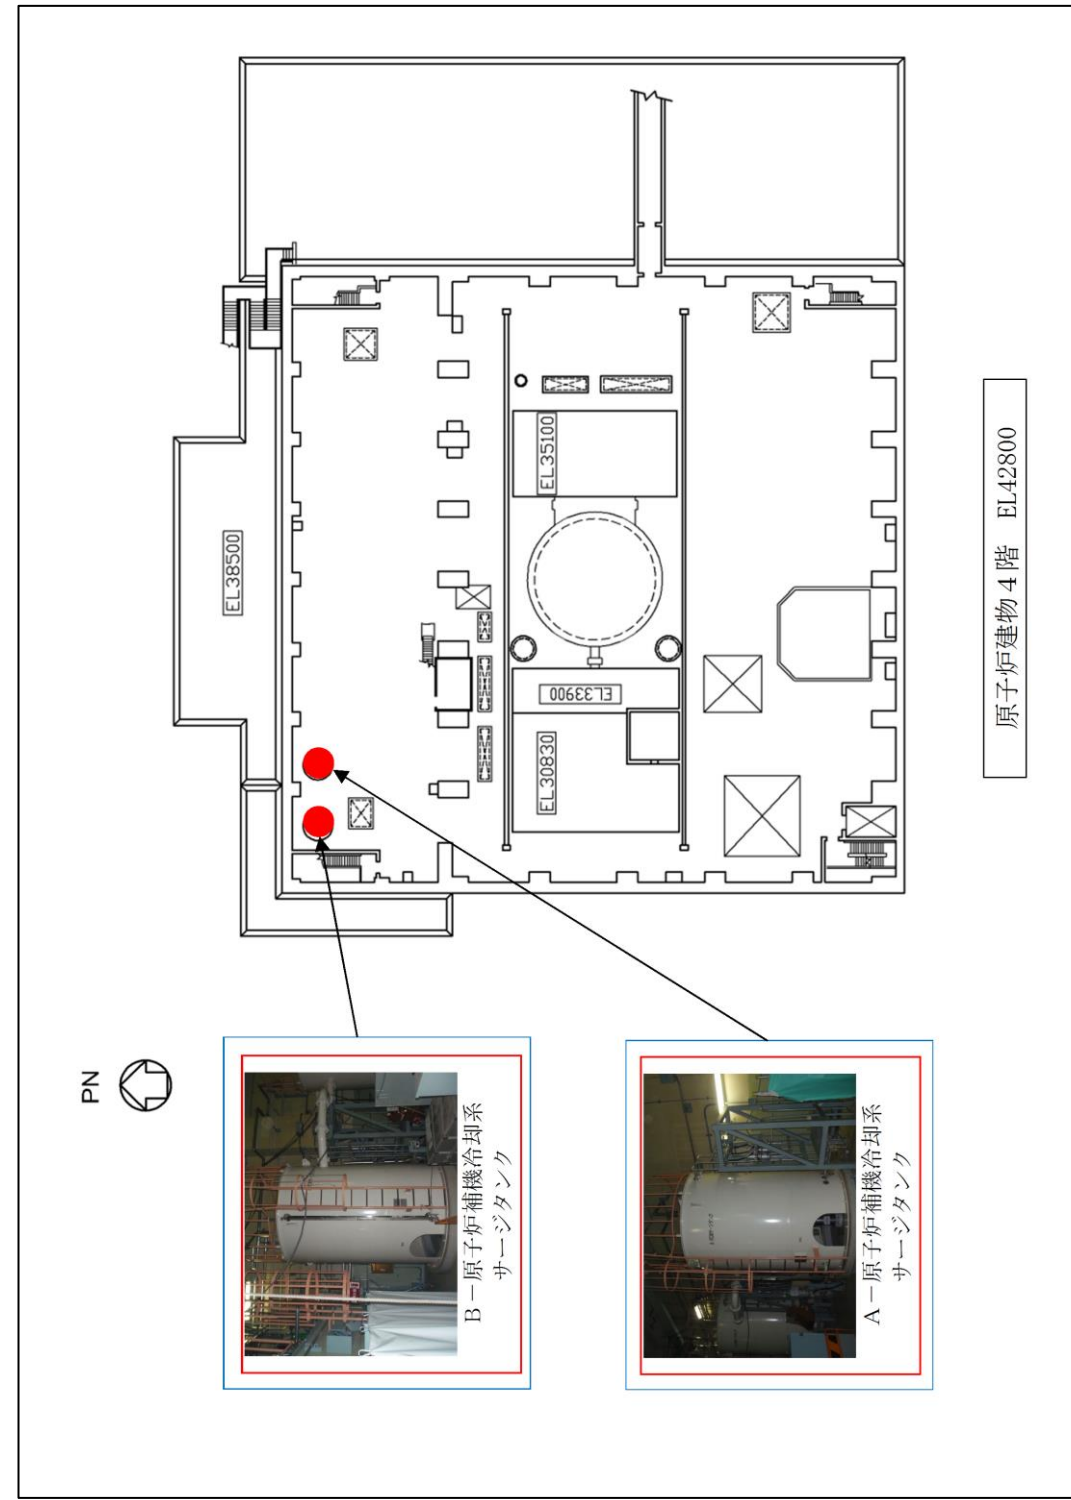 PN
EL38500
EL35100
EL33900
EL30830
B－原子炉補機冷却系
サージタンク
A－原子炉補機冷却系
サージタンク
原子炉建物４階　EL42800